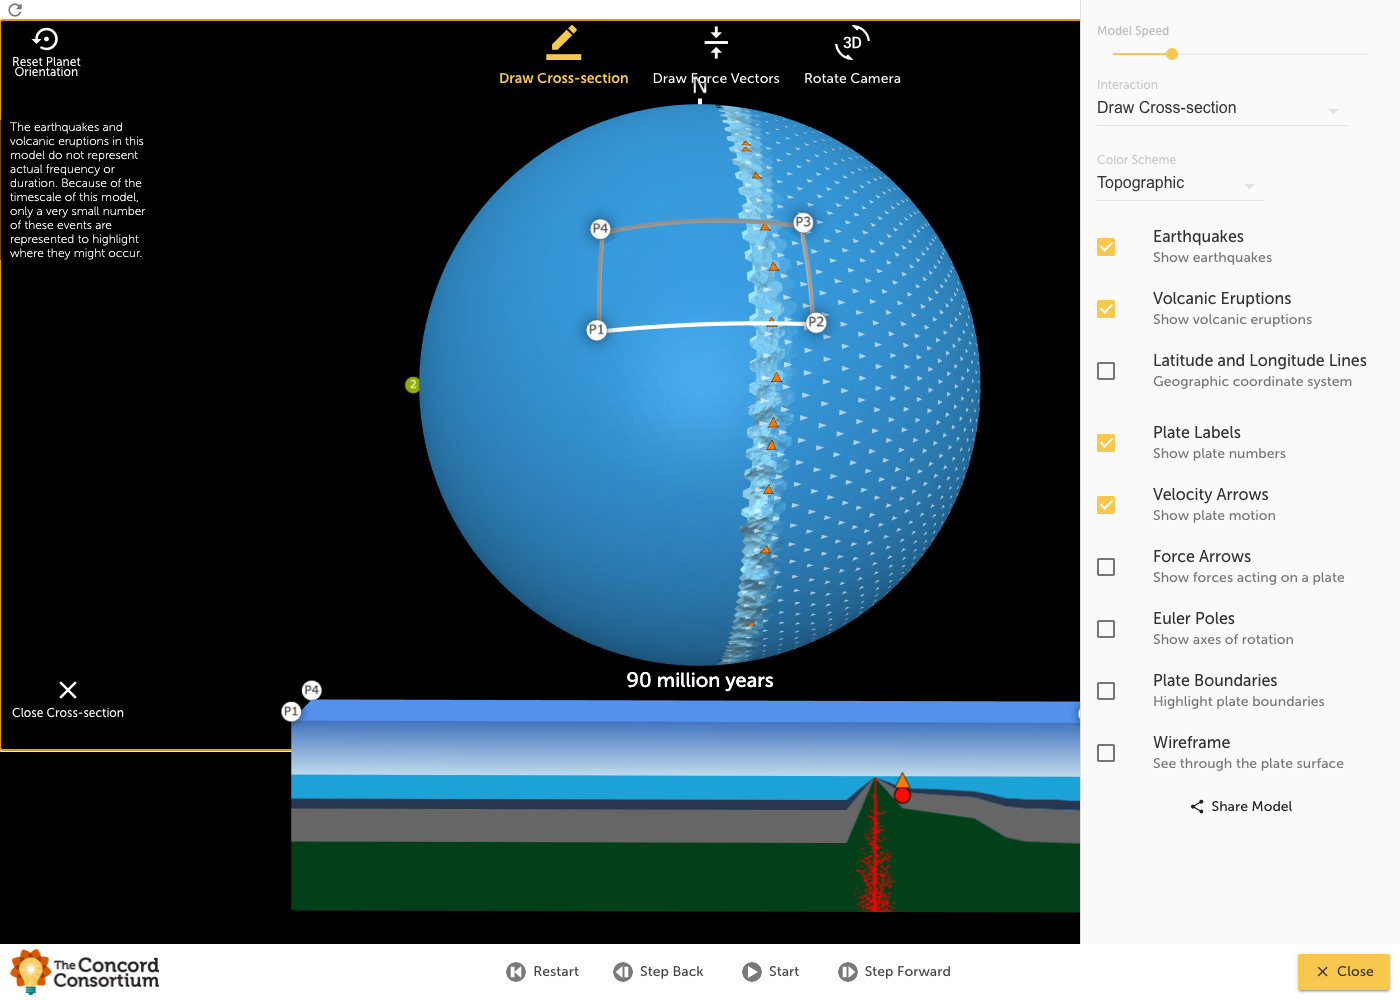 Reset Planet
Orientation
Draw Cross-section
Draw Force Vectors
3D
Rotate Camera
N
The earthquakes and
volcanic eruptions in this
model do not represent
actual frequency or
duration. Because of the
timescale of this model,
only a very small number
of these events are
represented to highlight
where they might occur.
P4
P3
P1
P2
2
90 million years
Close Cross-section
P4
P1
Model Speed
Interaction
Draw Cross-section
Color Scheme
Topographic
Earthquakes
Show earthquakes
Volcanic Eruptions
Show volcanic eruptions
Latitude and Longitude Lines
Geographic coordinate system
Plate Labels
Show plate numbers
Velocity Arrows
Show plate motion
Force Arrows
Show forces acting on a plate
Euler Poles
Show axes of rotation
Plate Boundaries
Highlight plate boundaries
Wireframe
See through the plate surface
Share Model
The Concord
Consortium
Restart
Step Back
Start
Step Forward
Close